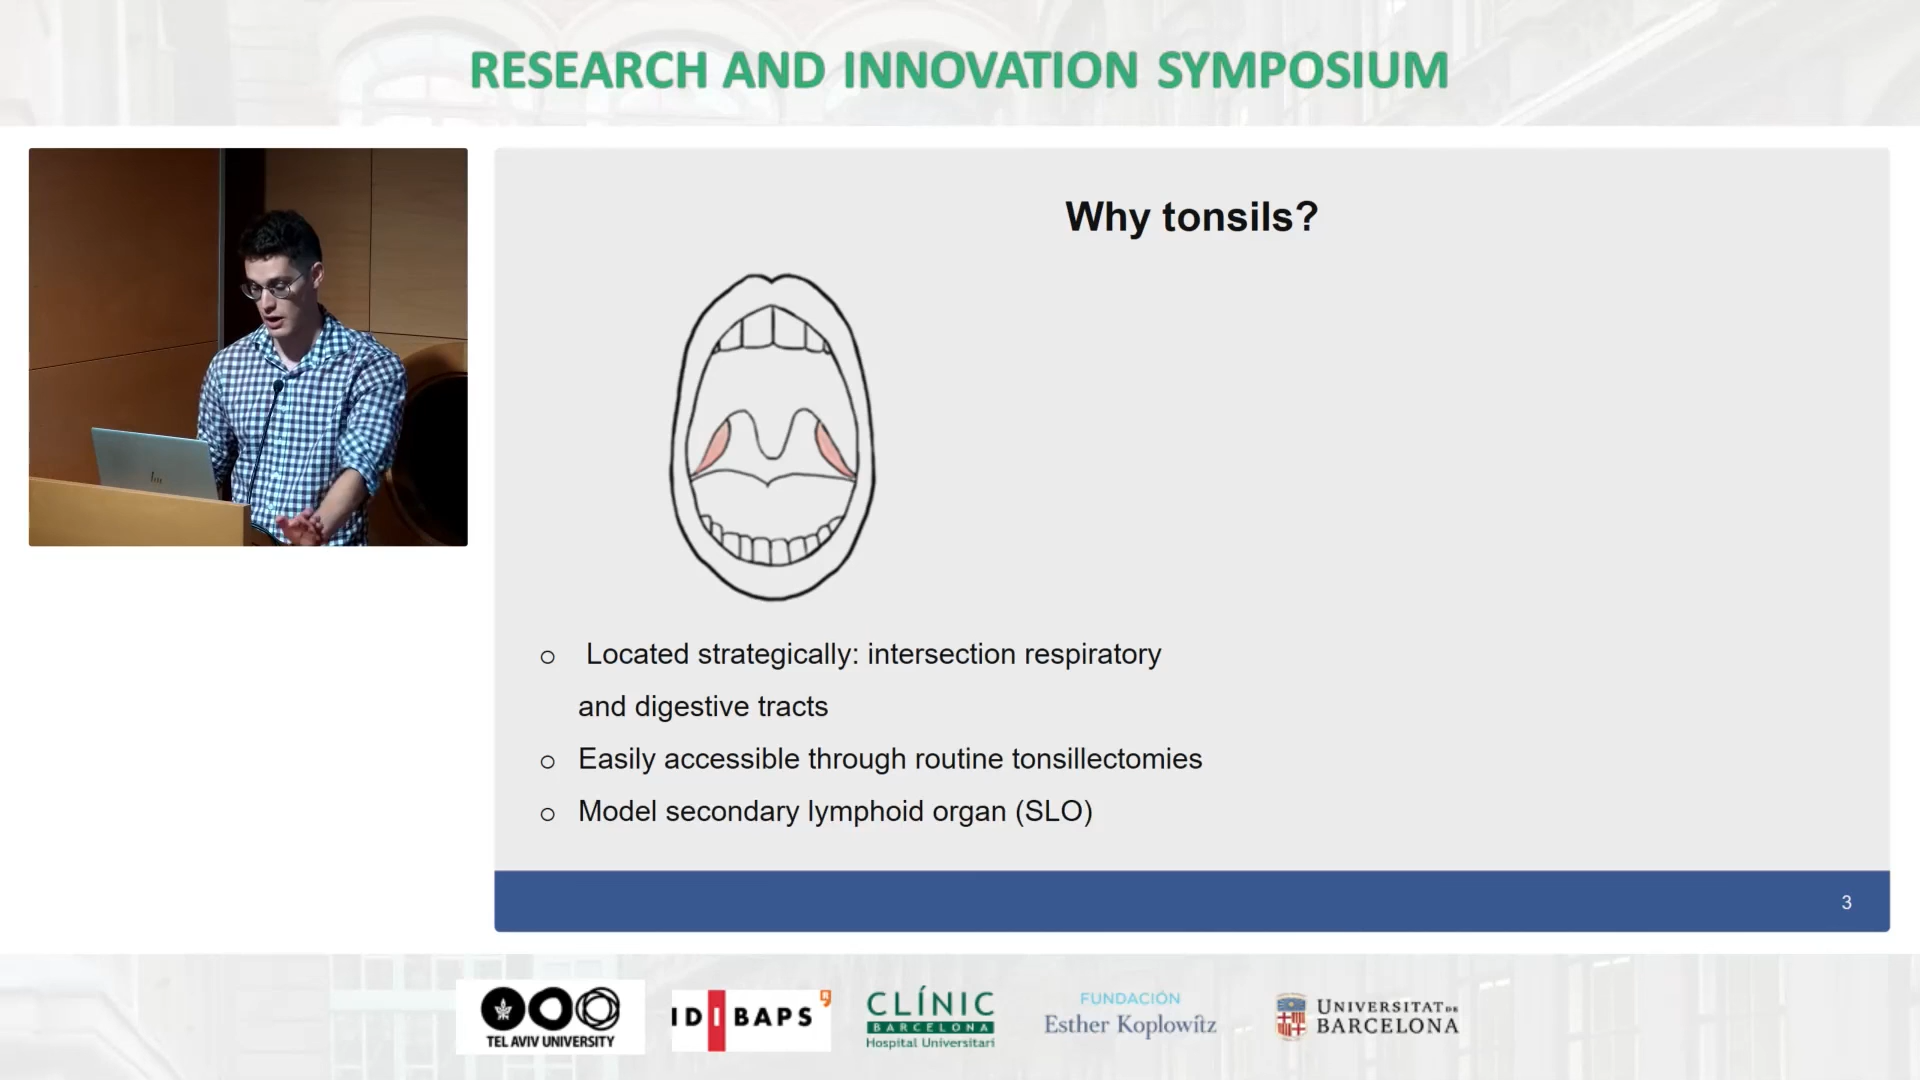 RESEARCH AND INNOVATION SYMPOSIUM
Why tonsils?
Located strategically: intersection respiratory
and digestive tracts
Easily accessible through routine tonsillectomies
Model secondary lymphoid organ (SLO)
3
TEL AVIV UNIVERSITY
IDIBAPS
CLÍNIC
BARCELONA
Hospital Universitari
FUNDACIÓN
Esther Koplowitz
UNIVERSITAT DE
BARCELONA